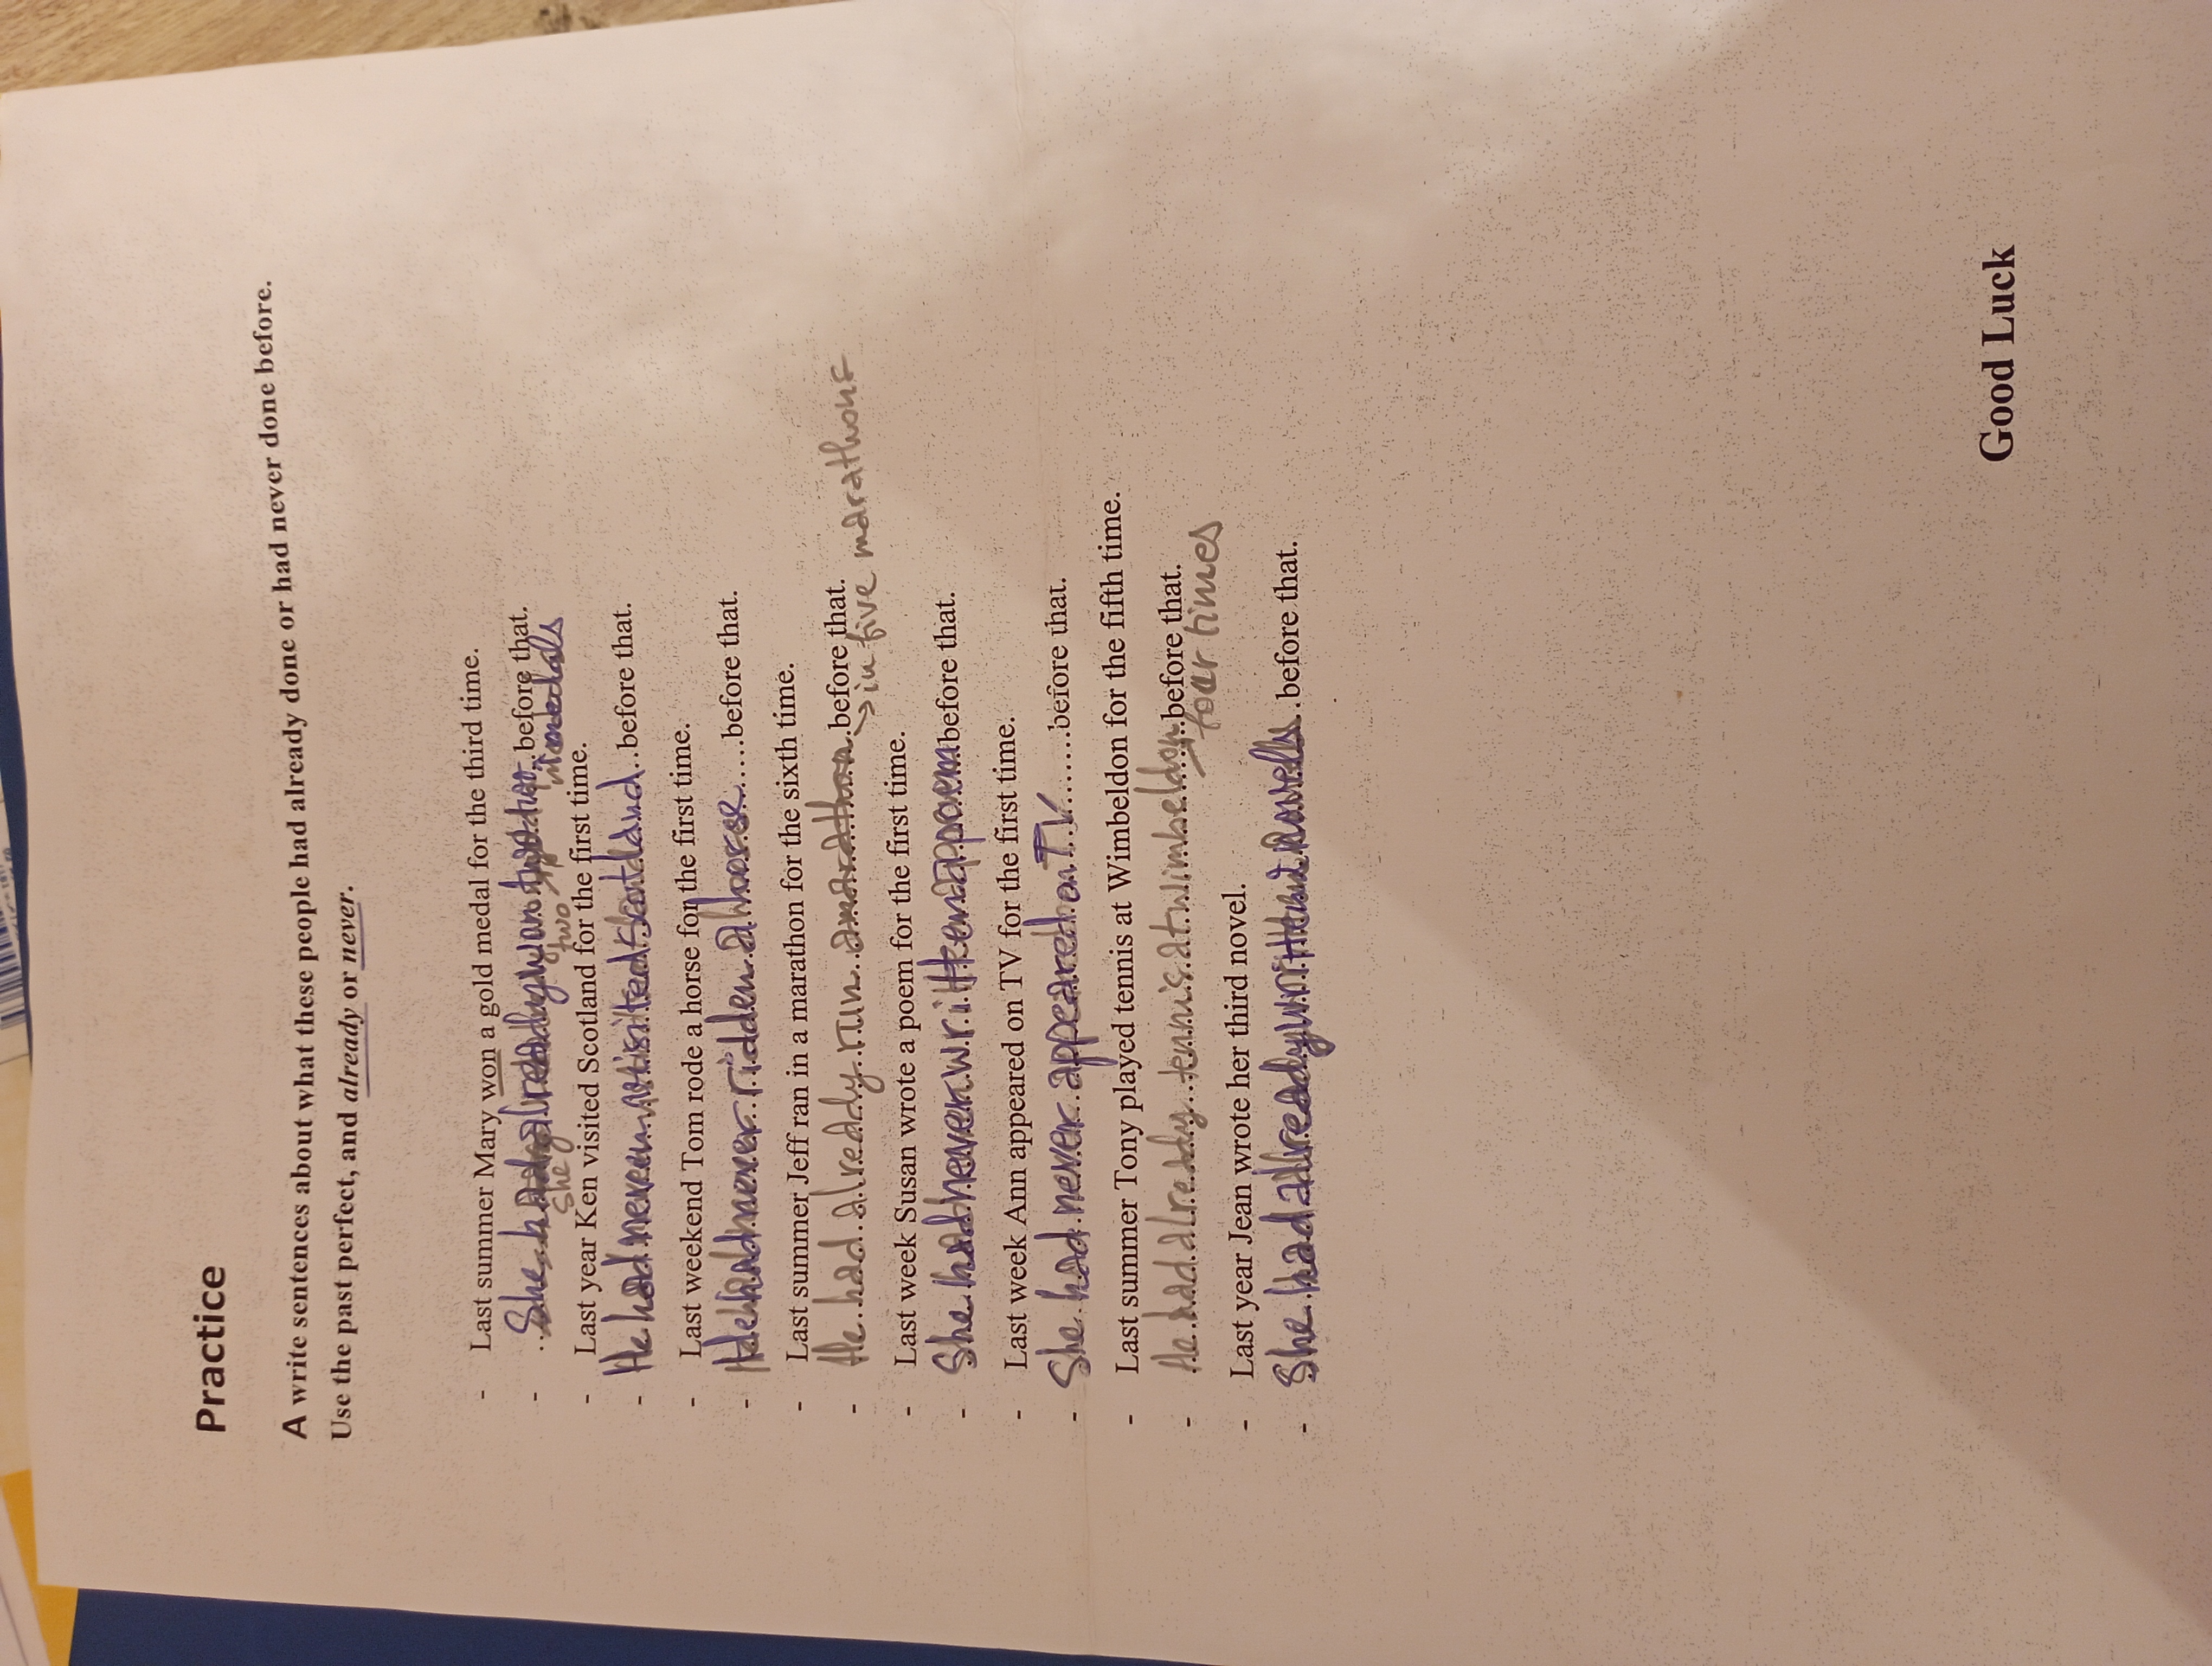 Practice
A write sentences about what these people had already done or had never done before.
Use the past perfect, and already or never.
- Last summer Mary won a gold medal for the third time.
- She had already won before that.
She two medals
- Last year Ken visited Scotland for the first time.
- He had never visited Scotland before that.
- Last weekend Tom rode a horse for the first time.
- He had never ridden a horse before that.
- Last summer Jeff ran in a marathon for the sixth time.
- He had alreddy run amarathon before that.
in five marathons
- Last week Susan wrote a poem for the first time.
- She had never written a poem before that.
- Last week Ann appeared on TV for the first time.
- She had never appeared on TV before that.
- Last summer Tony played tennis at Wimbeldon for the fifth time.
- He had alreddy tennis at wimbeldon before that.
four times
- Last year Jean wrote her third novel.
- She had already written novels before that.
Good Luck